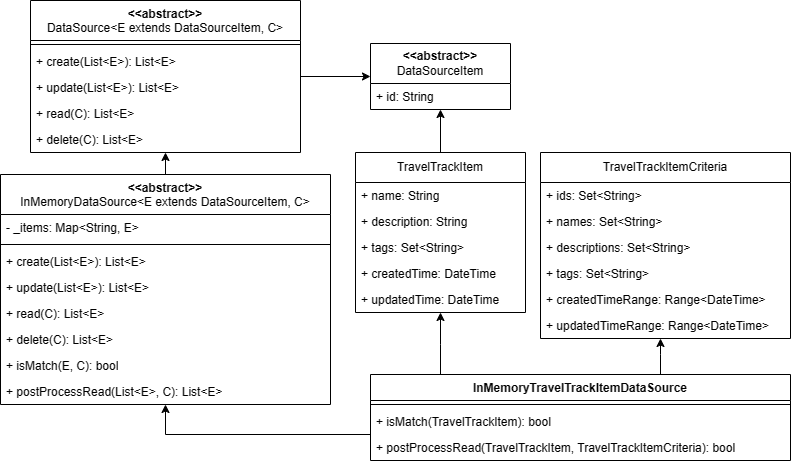 <<abstract>>
DataSource<E extends DataSourceItem, C>
+ create(List<E>): List<E>
+ update(List<E>): List<E>
+ read(C): List<E>
+ delete(C): List<E>
<<abstract>>
DataSourceItem
+ id: String
<<abstract>>
InMemoryDataSource<E extends DataSourceItem, C>
- _items: Map<String, E>
+ create(List<E>): List<E>
+ update(List<E>): List<E>
+ read(C): List<E>
+ delete(C): List<E>
+ isMatch(E, C): bool
+ postProcessRead(List<E>, C): List<E>
TravelTrackItem
+ name: String
+ description: String
+ tags: Set<String>
+ createdTime: DateTime
+ updatedTime: DateTime
TravelTrackItemCriteria
+ ids: Set<String>
+ names: Set<String>
+ descriptions: Set<String>
+ tags: Set<String>
+ createdTimeRange: Range<DateTime>
+ updatedTimeRange: Range<DateTime>
InMemoryTravelTrackItemDataSource
+ isMatch(TravelTrackItem): bool
+ postProcessRead(TravelTrackItem, TravelTrackItemCriteria): bool